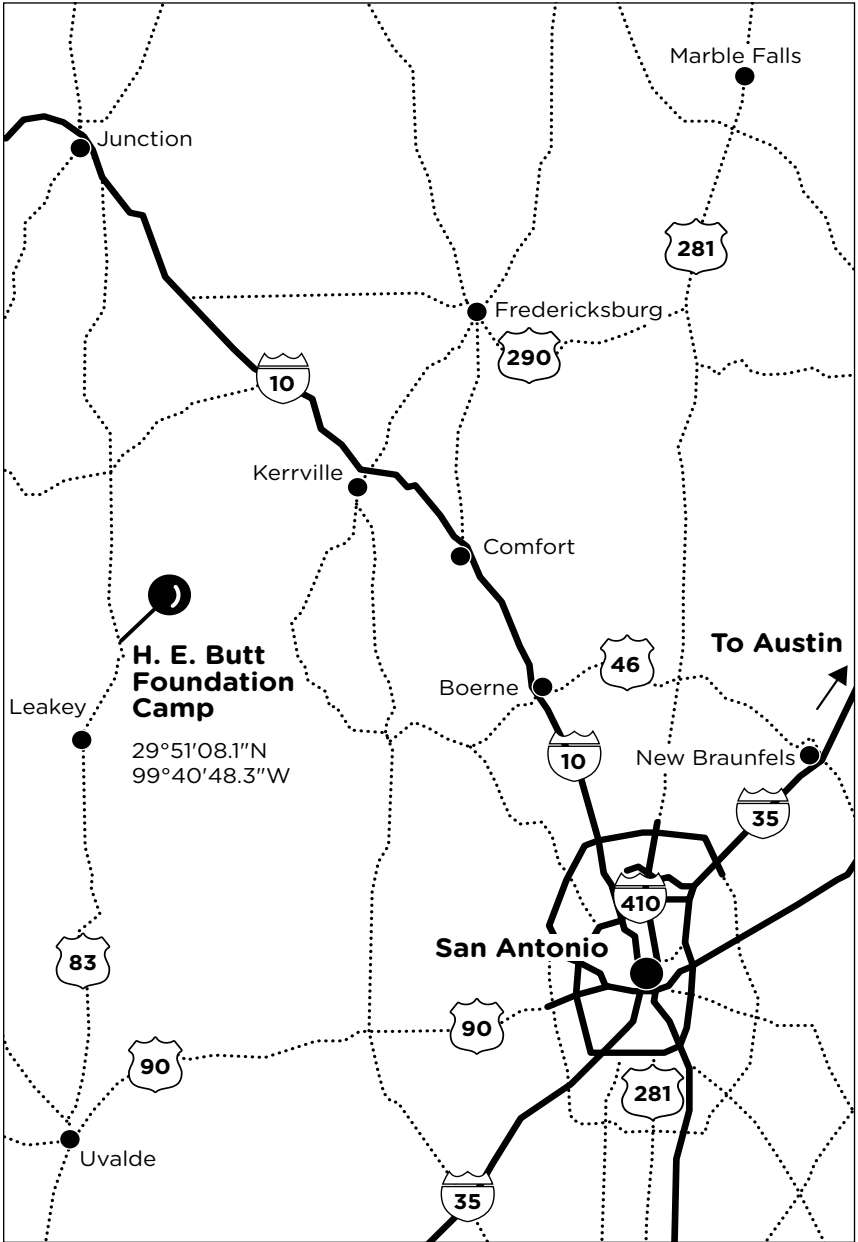 Marble Falls
Junction
281
Fredericksburg
290
10
Kerrville
Comfort
H. E. Butt
Foundation
Camp
29°51'08.1"N
99°40'48.3"W
46
To Austin
Leakey
Boerne
10
New Braunfels
35
410
San Antonio
83
90
90
281
Uvalde
35